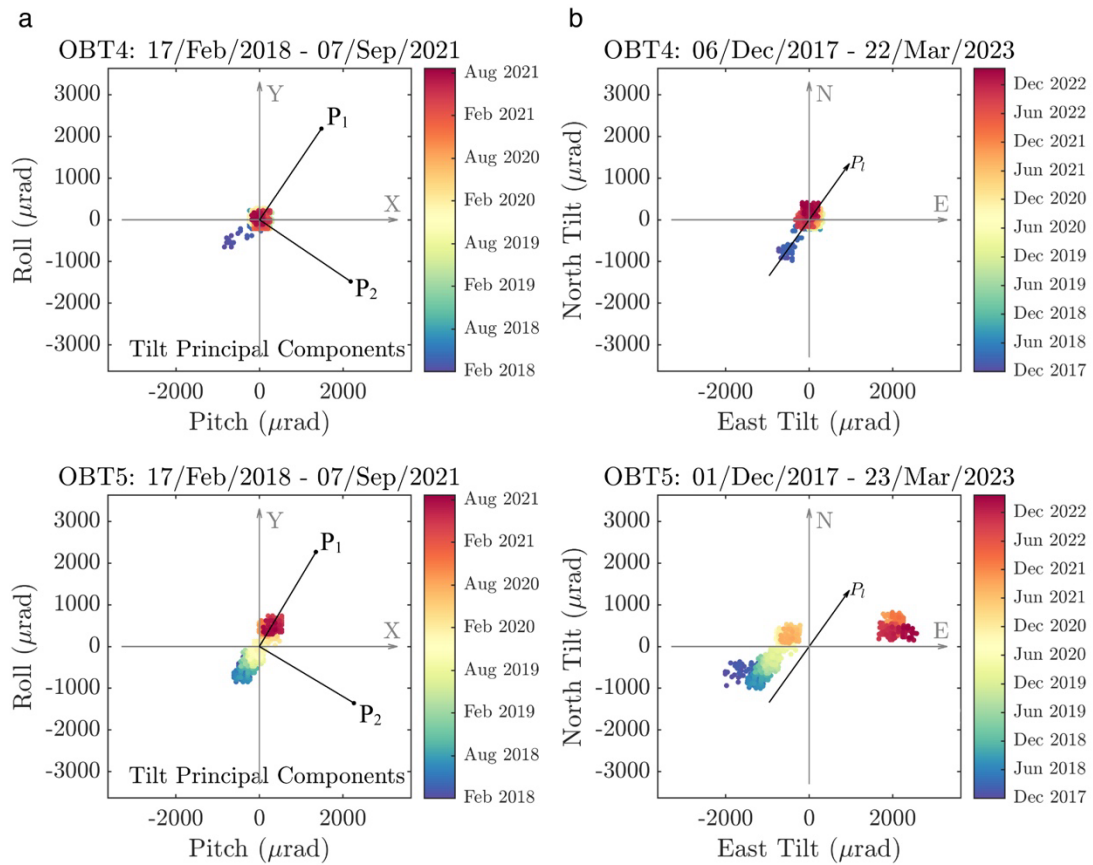 a
OBT4: 17/Feb/2018 - 07/Sep/2021
3000
2000
1000
0
-1000
-2000
-3000
Roll (μrad)
Y
X
P1
P2
Tilt Principal Components
-2000 0 2000
Pitch (μrad)
Aug 2021
Feb 2021
Aug 2020
Feb 2020
Aug 2019
Feb 2019
Aug 2018
Feb 2018
b
OBT4: 06/Dec/2017 - 22/Mar/2023
3000
2000
1000
0
-1000
-2000
-3000
North Tilt (μrad)
N
E
Pl
-2000 0 2000
East Tilt (μrad)
Dec 2022
Jun 2022
Dec 2021
Jun 2021
Dec 2020
Jun 2020
Dec 2019
Jun 2019
Dec 2018
Jun 2018
Dec 2017
OBT5: 17/Feb/2018 - 07/Sep/2021
3000
2000
1000
0
-1000
-2000
-3000
Roll (μrad)
Y
X
P1
P2
Tilt Principal Components
-2000 0 2000
Pitch (μrad)
Aug 2021
Feb 2021
Aug 2020
Feb 2020
Aug 2019
Feb 2019
Aug 2018
Feb 2018
OBT5: 01/Dec/2017 - 23/Mar/2023
3000
2000
1000
0
-1000
-2000
-3000
North Tilt (μrad)
N
E
Pl
-2000 0 2000
East Tilt (μrad)
Dec 2022
Jun 2022
Dec 2021
Jun 2021
Dec 2020
Jun 2020
Dec 2019
Jun 2019
Dec 2018
Jun 2018
Dec 2017